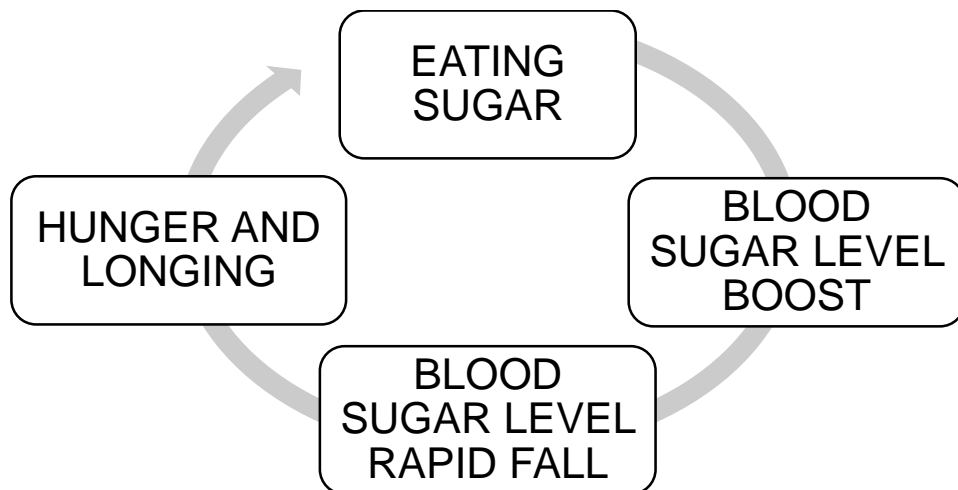 EATING
SUGAR
BLOOD
SUGAR LEVEL
BOOST
BLOOD
SUGAR LEVEL
RAPID FALL
HUNGER AND
LONGING